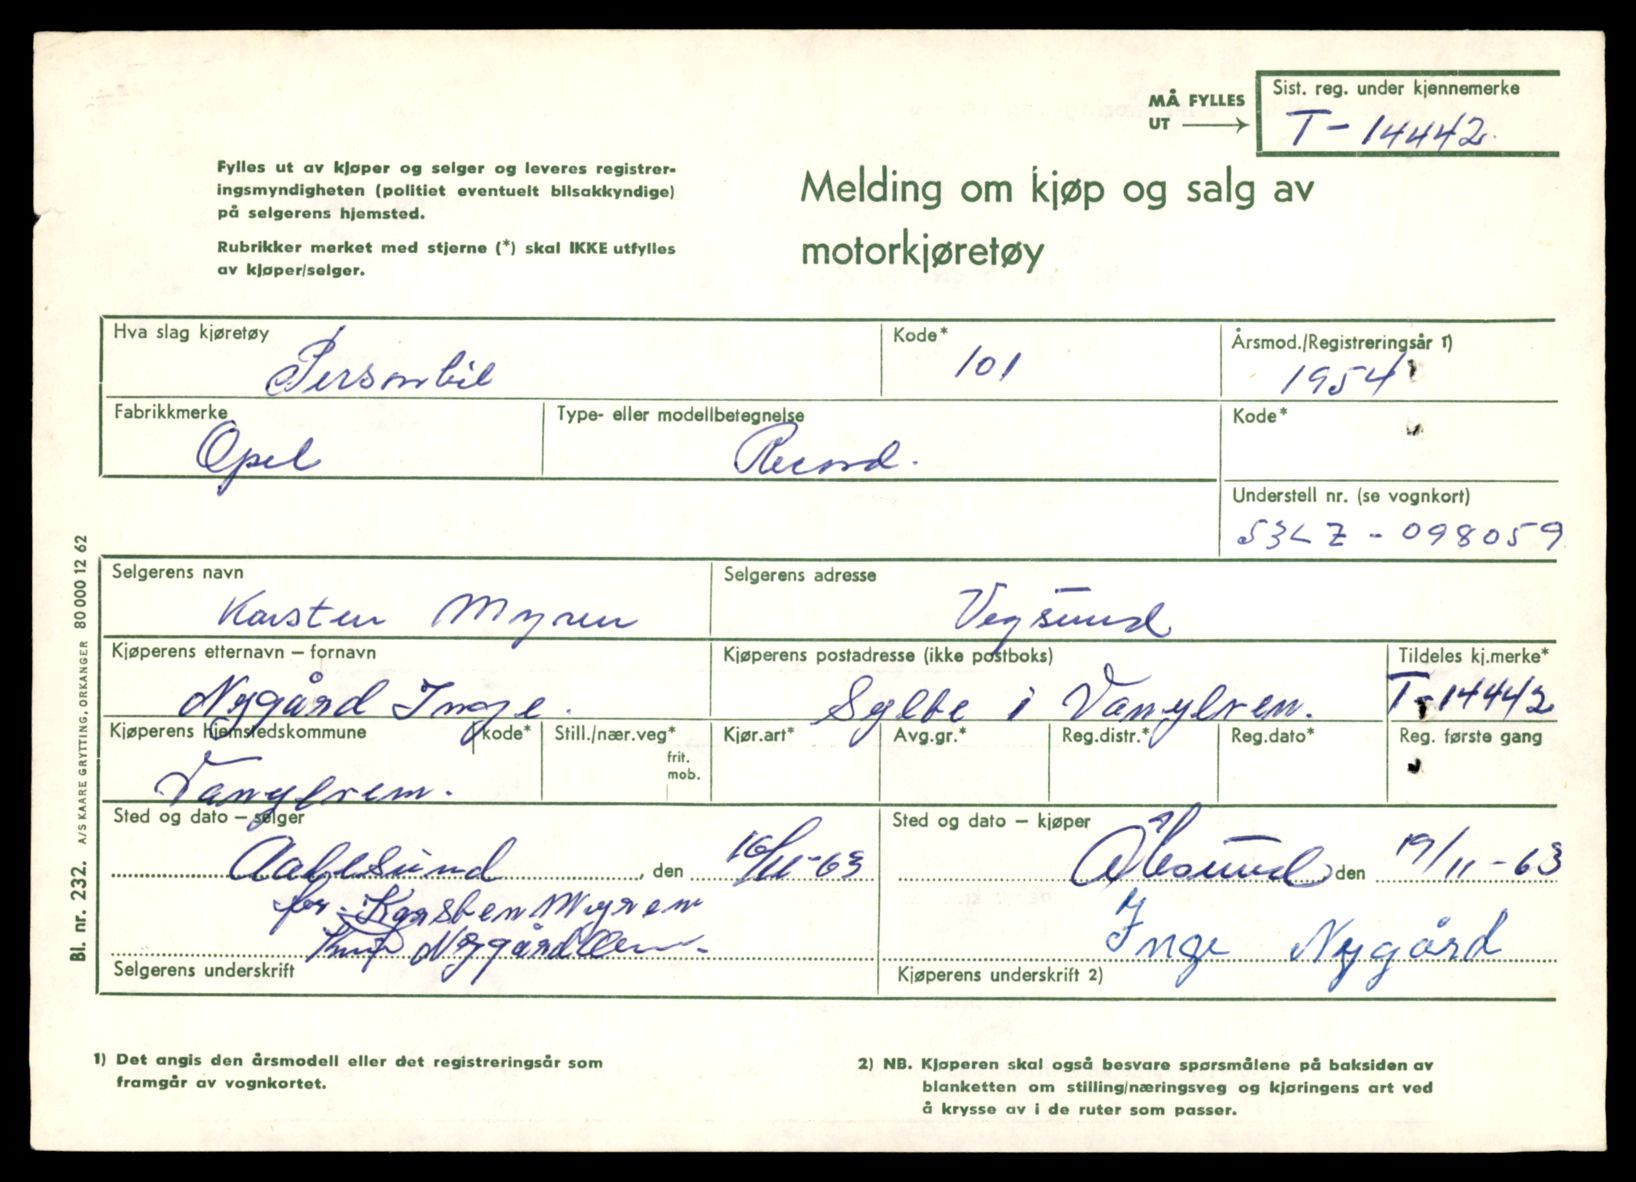 MÅ FYLLES
UT →
Sist. reg. under kjennemerke
T-14442.
Fylles ut av kjøper og selger og leveres registrer-
ingsmyndigheten (politiet eventuelt bilsakkyndige)
på selgerens hjemsted.
Rubrikker merket med stjerne (*) skal IKKE utfylles
av kjøper/selger.
Melding om kjøp og salg av
motorkjøretøy
Hva slag kjøretøy
Personbil
Kode*
101
Årsmod./Registreringsår 1)
1954
Fabrikkmerke
Opel
Type- eller modellbetegnelse
Record.
Kode*
Understell nr. (se vognkort)
53LZ-098059
Selgerens navn
Karsten Myren
Selgerens adresse
Vegsund
Kjøperens etternavn – fornavn
Nygård Inge.
Kjøperens postadresse (ikke postboks)
Sylte i Vanylven.
Tildeles kj.merke*
T-14442
Kjøperens hjemstedskommune
Vanylven.
kode*
Still./nær.veg*
frit.
mob.
Kjør.art*
Avg.gr.*
Reg.distr.*
Reg.dato*
Reg. første gang
Sted og dato – selger
Aalesund, den 16/11-63
for Karsten Myren
Nygård
Selgerens underskrift
Sted og dato – kjøper
Ålesund den 19/11-63
Inge Nygård
Kjøperens underskrift 2)
1) Det angis den årsmodell eller det registreringsår som
framgår av vognkortet.
2) NB. Kjøperen skal også besvare spørsmålene på baksiden av
blanketten om stilling/næringsveg og kjøringens art ved
å krysse av i de ruter som passer.
Bl. nr. 232. A/S KAARE GRYTTING, ORKANGER 80 000 12 62